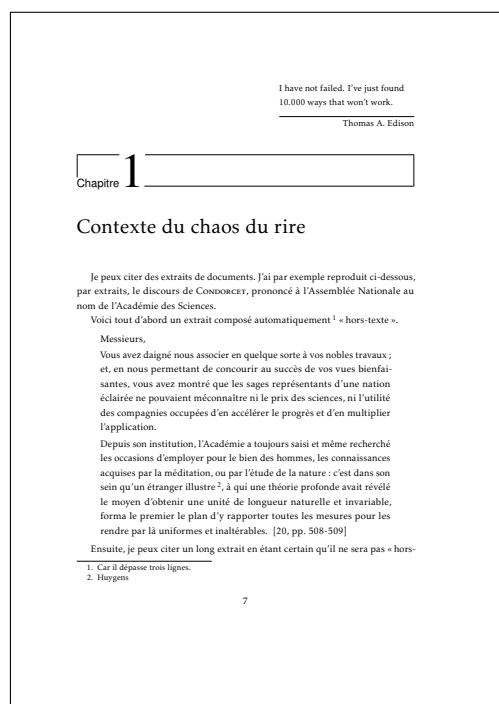 I have not failed. I've just found
10.000 ways that won't work.
Thomas A. Edison
Chapitre 1
Contexte du chaos du rire
Je peux citer des extraits de documents. J'ai par exemple reproduit ci-dessous,
par extraits, le discours de Condorcet, prononcé à l'Assemblée Nationale au
nom de l'Académie des Sciences.
Voici tout d'abord un extrait composé automatiquement 1 « hors-texte ».
Messieurs,
Vous avez daigné nous associer en quelque sorte à vos nobles travaux ;
et, en nous permettant de concourir au succès de vos vues bienfai-
santes, vous avez montré que les sages représentants d'une nation
éclairée ne pouvaient méconnaître ni le prix des sciences, ni l'utilité
des compagnies occupées d'en accélérer le progrès et d'en multiplier
l'application.
Depuis son institution, l'Académie a toujours saisi et même recherché
les occasions d'employer pour le bien des hommes, les connaissances
acquises par la méditation, ou par l'étude de la nature : c'est dans son
sein qu'un étranger illustre 2, à qui une théorie profonde avait révélé
le moyen d'obtenir une unité de longueur naturelle et invariable,
forma le premier le plan d'y rapporter toutes les mesures pour les
rendre par là uniformes et inaltérables. [20, pp. 508-509]
Ensuite, je peux citer un long extrait en étant certain qu'il ne sera pas « hors-
1. Car il dépasse trois lignes.
2. Huygens
7